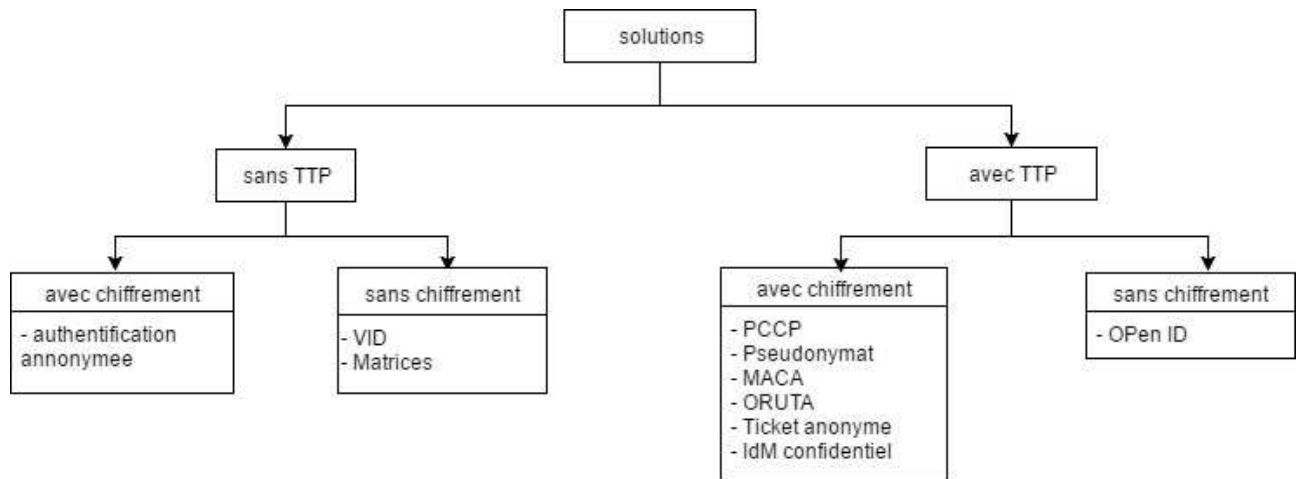 solutions
sans TTP
avec TTP
avec chiffrement
- authentification
annonymee
sans chiffrement
- VID
- Matrices
avec chiffrement
- PCCP
- Pseudonymat
- MACA
- ORUTA
- Ticket anonyme
- IdM confidentiel
sans chiffrement
- OPen ID